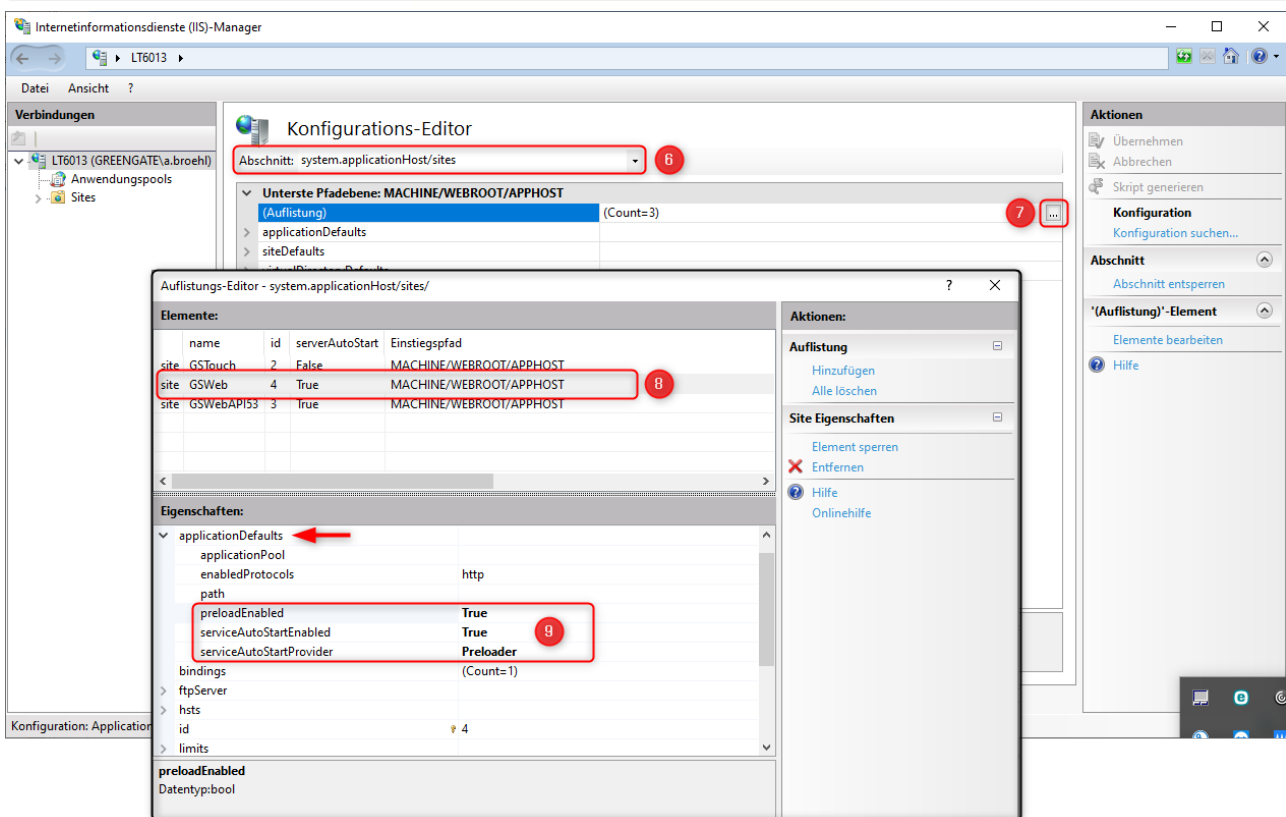 Internetinformationsdienste (IIS)-Manager
LT6013
Datei Ansicht ?
Verbindungen
LT6013 (GREENGATE\a.broehl)
Anwendungspools
Sites
Konfigurations-Editor
Abschnitt: system.applicationHost/sites
6
Unterste Pfadebene: MACHINE/WEBROOT/APPHOST
(Auflistung) (Count=3)
7
...
applicationDefaults
siteDefaults
Aktionen
Übernehmen
Abbrechen
Skript generieren
Konfiguration
Konfiguration suchen...
Abschnitt
Abschnitt entsperren
'(Auflistung)'-Element
Elemente bearbeiten
Hilfe
Auflistungs-Editor - system.applicationHost/sites/
?
Elemente:
name id serverAutoStart Einstiegspfad
site GSTouch 2 False MACHINE/WEBROOT/APPHOST
site GSWeb 4 True MACHINE/WEBROOT/APPHOST
8
site GSWebAPI53 3 True MACHINE/WEBROOT/APPHOST
Eigenschaften:
applicationDefaults
applicationPool
enabledProtocols http
path
preloadEnabled True
serviceAutoStartEnabled True
9
serviceAutoStartProvider Preloader
bindings (Count=1)
ftpServer
hsts
id 4
limits
preloadEnabled
Datentyp:bool
Aktionen:
Auflistung
Hinzufügen
Alle löschen
Site Eigenschaften
Element sperren
Entfernen
Hilfe
Onlinehilfe
Konfiguration: Application